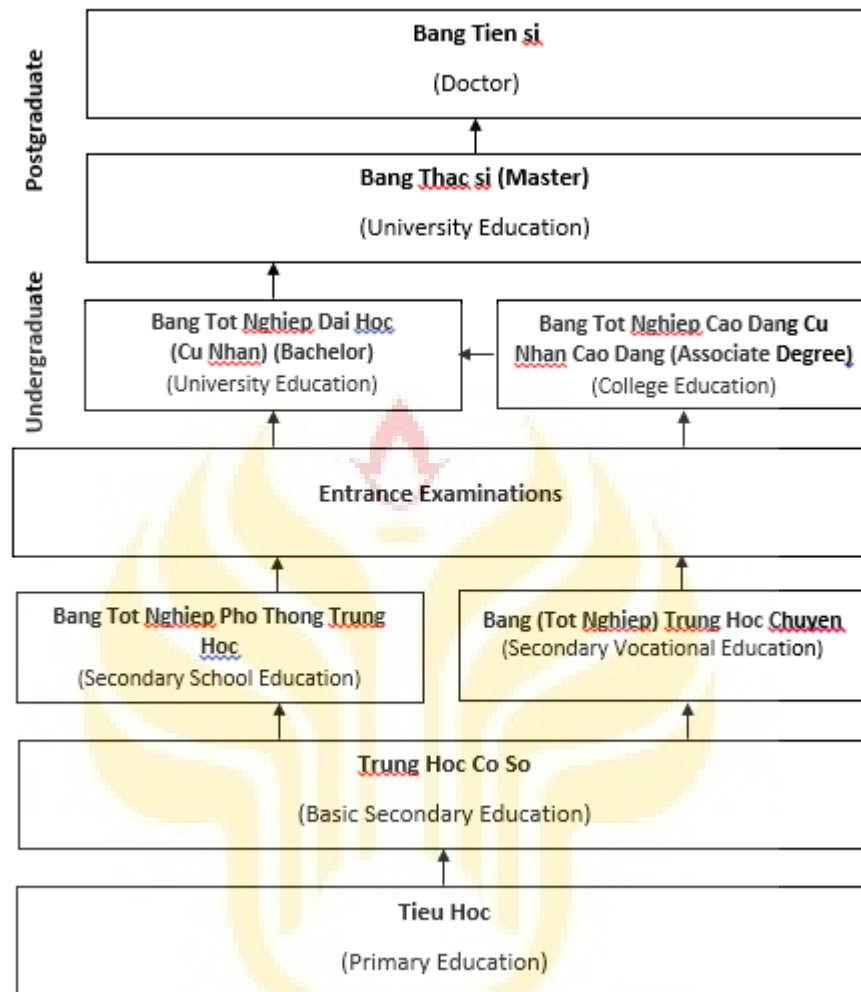 Postgraduate
Bang Tien si
(Doctor)
Bang Thac si (Master)
(University Education)
Undergraduate
Bang Tot Nghiep Dai Hoc
(Cu Nhan) (Bachelor)
(University Education)
Bang Tot Nghiep Cao Dang Cu
Nhan Cao Dang (Associate Degree)
(College Education)
Entrance Examinations
Bang Tot Nghiep Pho Thong Trung
Hoc
(Secondary School Education)
Bang (Tot Nghiep) Trung Hoc Chuyen
(Secondary Vocational Education)
Trung Hoc Co So
(Basic Secondary Education)
Tieu Hoc
(Primary Education)